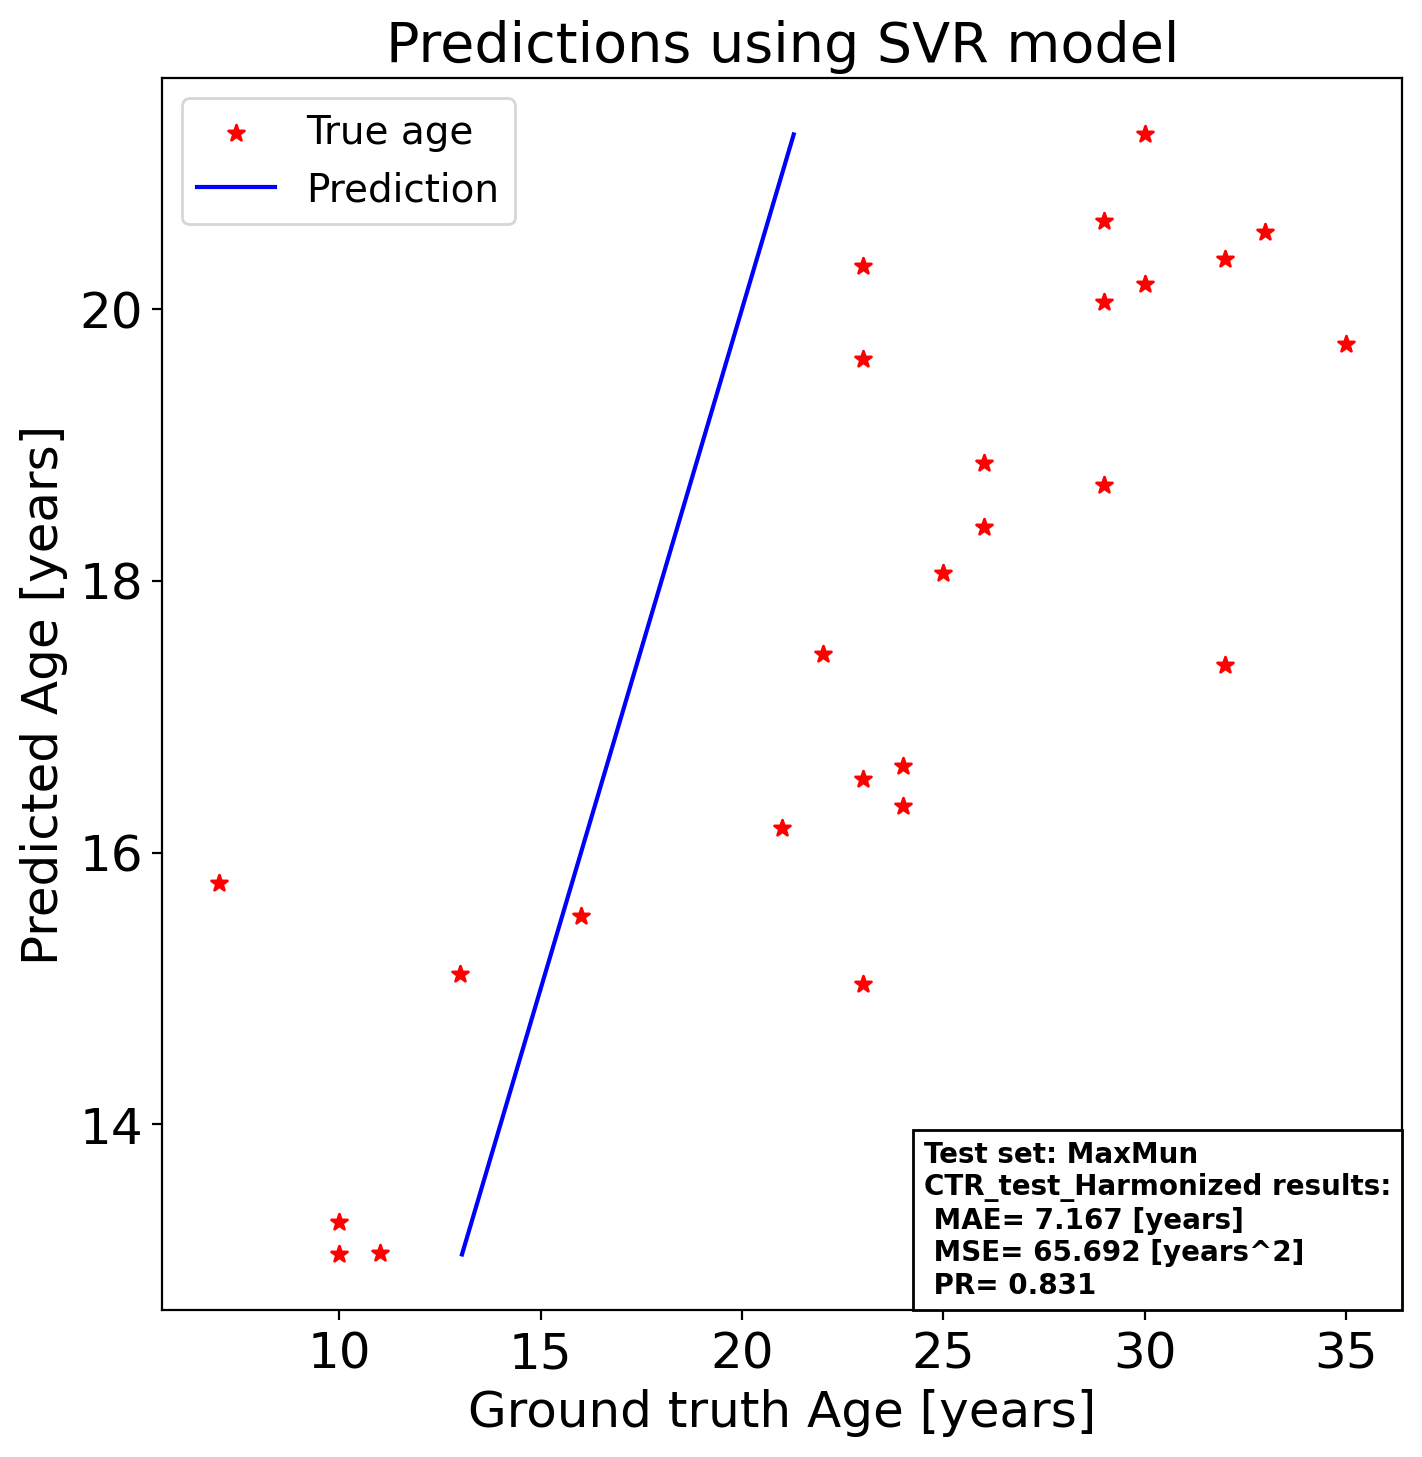 Predictions using SVR model
True age
Prediction
Predicted Age [years]
20
18
16
14
Test set: MaxMun
CTR_test_Harmonized results:
MAE= 7.167 [years]
MSE= 65.692 [years^2]
PR= 0.831
10 15 20 25 30 35
Ground truth Age [years]